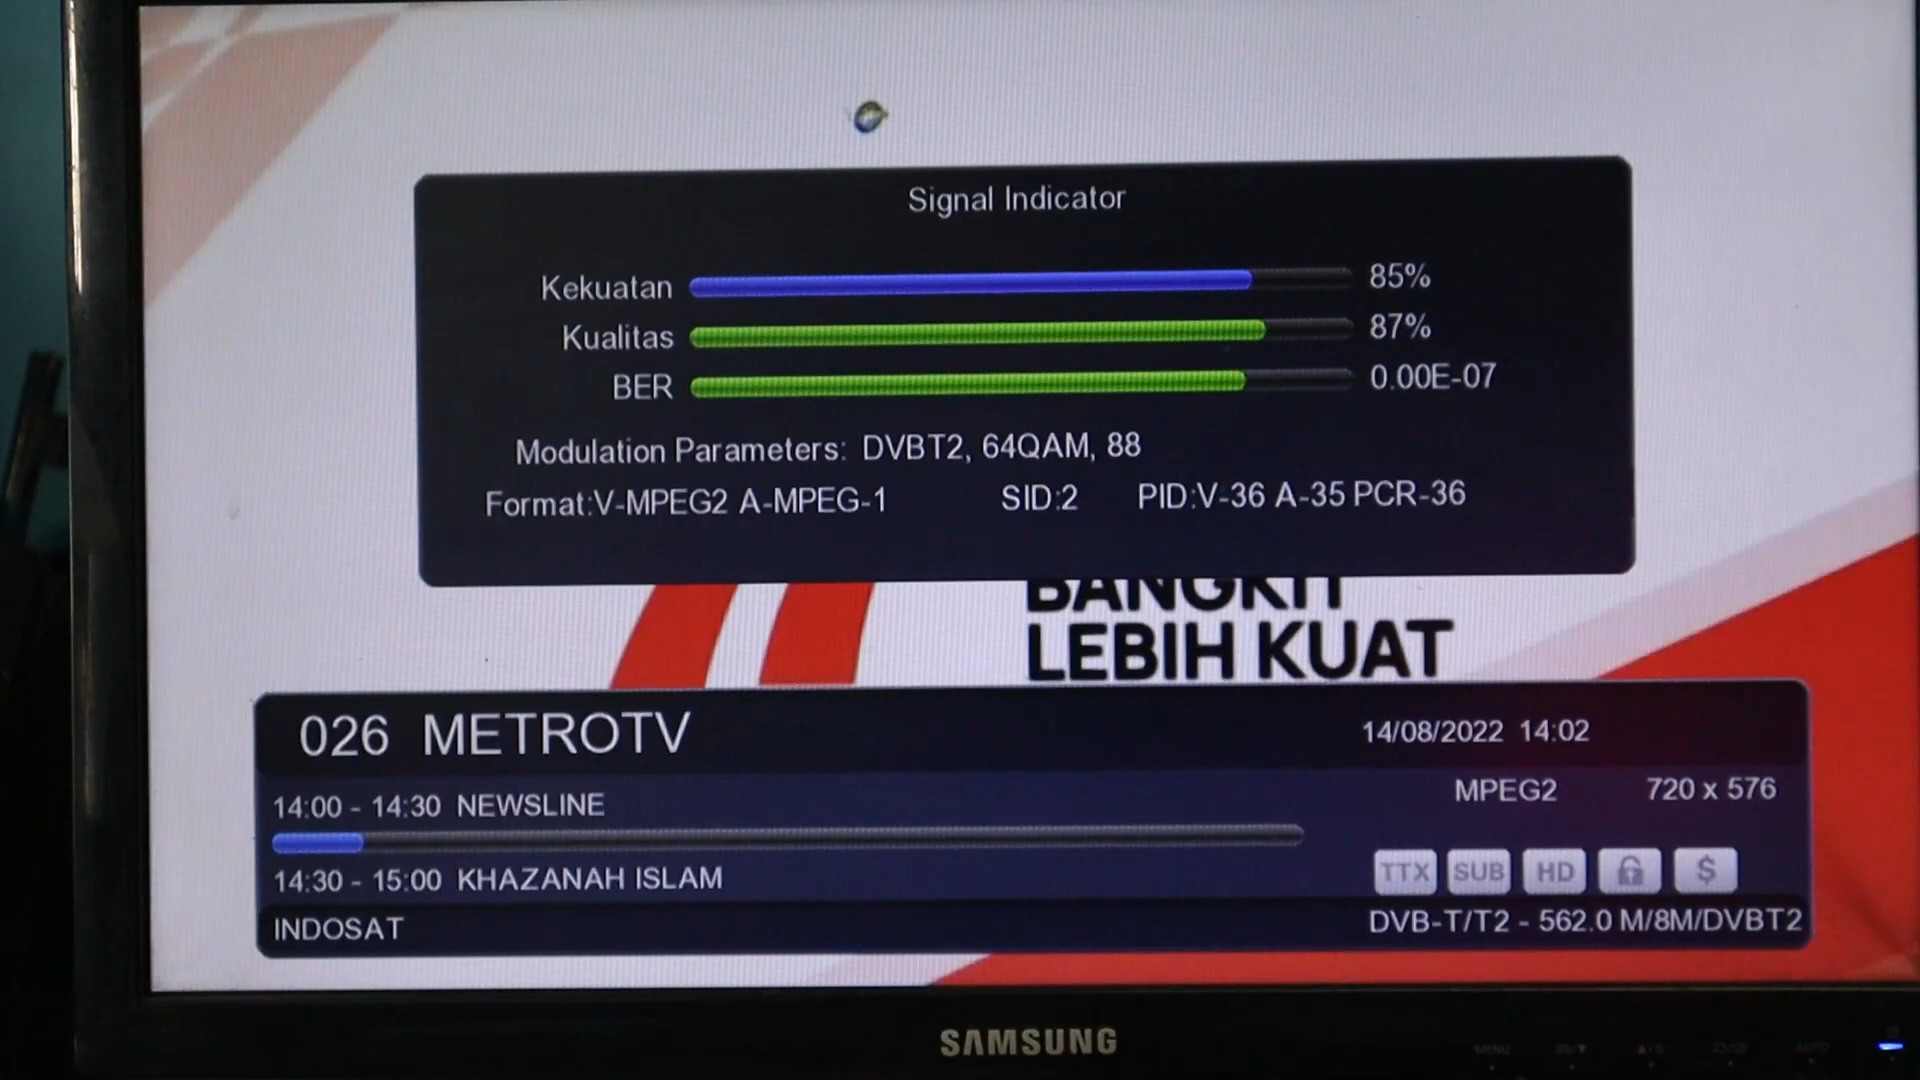 Signal Indicator
Kekuatan 85%
Kualitas 87%
BER 0.00E-07
Modulation Parameters: DVBT2, 64QAM, 88
Format:V-MPEG2 A-MPEG-1 SID:2 PID:V-36 A-35 PCR-36
BANGKIT
LEBIH KUAT
026 METROTV 14/08/2022 14:02
14:00 - 14:30 NEWSLINE MPEG2 720 x 576
14:30 - 15:00 KHAZANAH ISLAM TTX SUB HD $
INDOSAT DVB-T/T2 - 562.0 M/8M/DVBT2
SAMSUNG
MENU